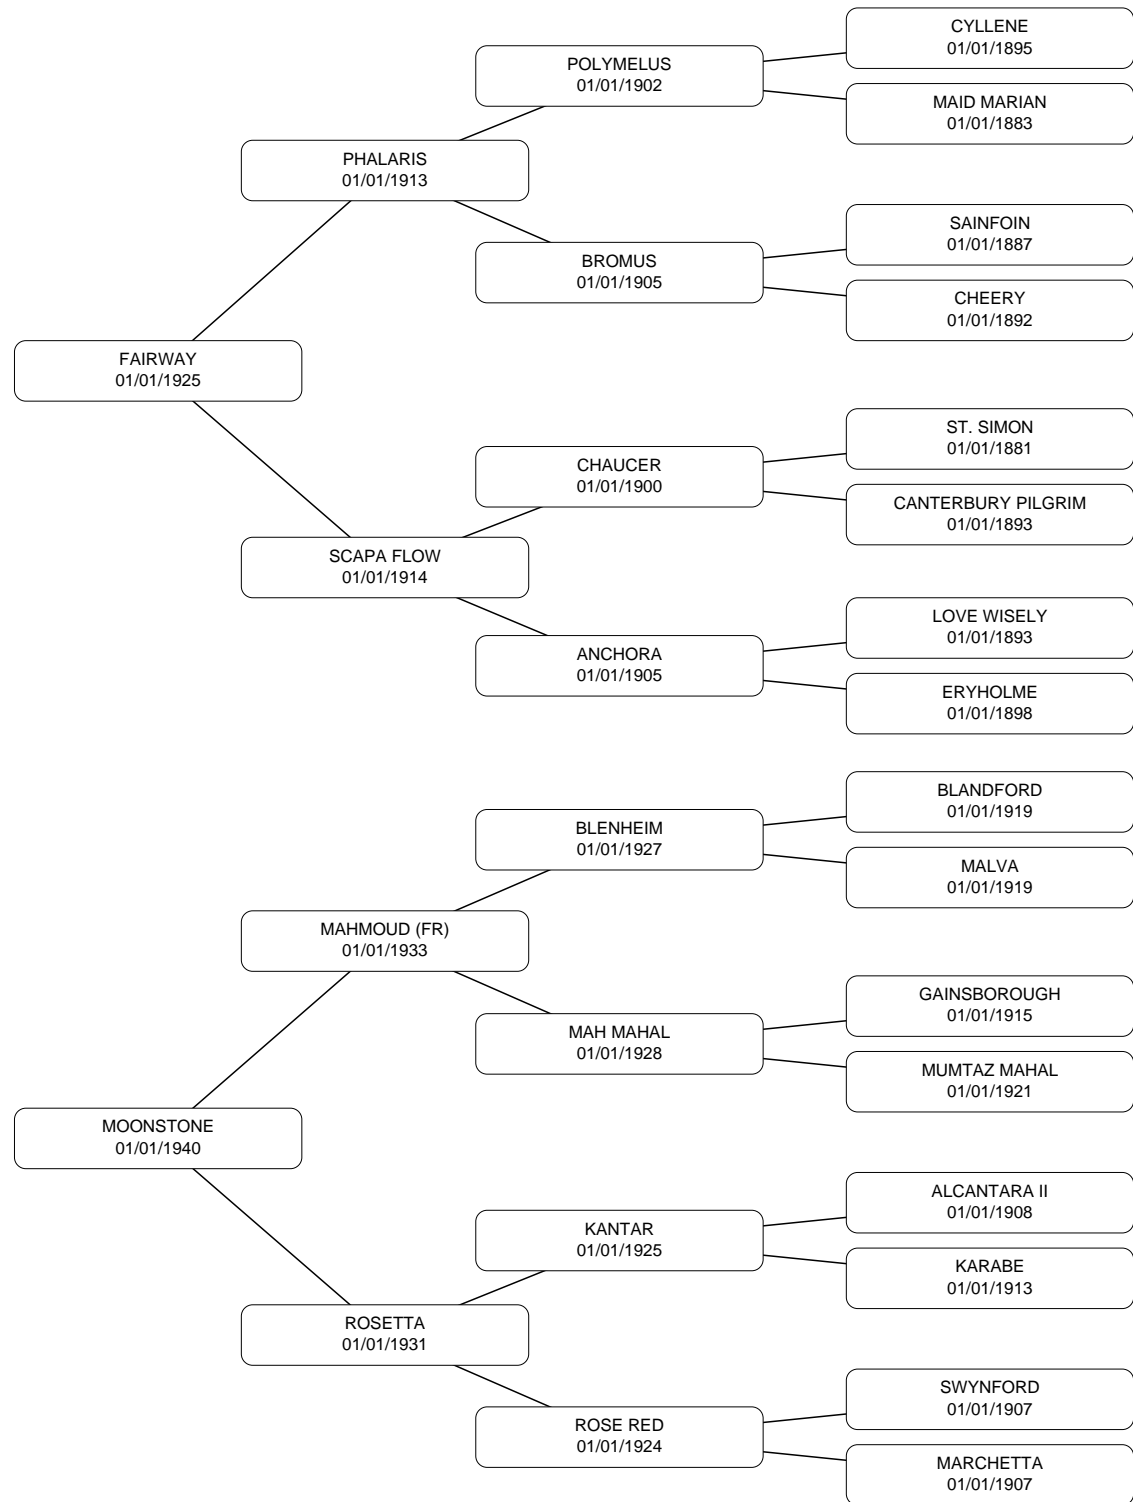 CYLLENE
01/01/1895
POLYMELUS
01/01/1902
MAID MARIAN
01/01/1883
PHALARIS
01/01/1913
SAINFOIN
01/01/1887
BROMUS
01/01/1905
CHEERY
01/01/1892
FAIRWAY
01/01/1925
ST. SIMON
01/01/1881
CHAUCER
01/01/1900
CANTERBURY PILGRIM
01/01/1893
SCAPA FLOW
01/01/1914
LOVE WISELY
01/01/1893
ANCHORA
01/01/1905
ERYHOLME
01/01/1898
BLANDFORD
01/01/1919
BLENHEIM
01/01/1927
MALVA
01/01/1919
MAHMOUD (FR)
01/01/1933
GAINSBOROUGH
01/01/1915
MAH MAHAL
01/01/1928
MUMTAZ MAHAL
01/01/1921
MOONSTONE
01/01/1940
ALCANTARA II
01/01/1908
KANTAR
01/01/1925
KARABE
01/01/1913
ROSETTA
01/01/1931
SWYNFORD
01/01/1907
ROSE RED
01/01/1924
MARCHETTA
01/01/1907